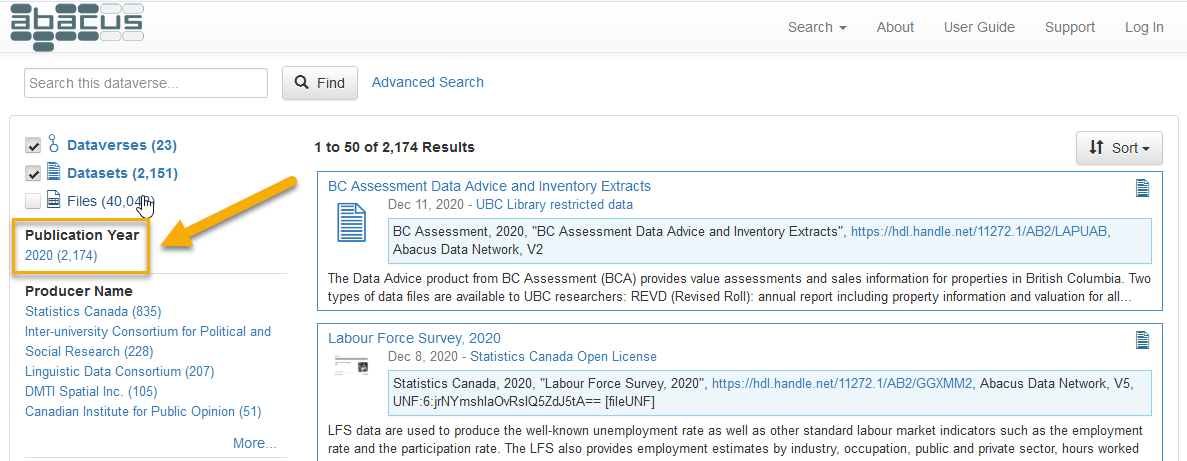 abacus
Search About User Guide Support Log In
Search this dataverse... Find Advanced Search
Dataverses (23)
Datasets (2,151)
Files
Publication Year
2020 (2,174)
Producer Name
Statistics Canada (835)
Inter-university Consortium for Political and
Social Research (228)
Linguistic Data Consortium (207)
DMTI Spatial Inc. (105)
Canadian Institute for Public Opinion (51)
More...
1 to 50 of 2,174 Results
Sort
BC Assessment Data Advice and Inventory Extracts
Dec 11, 2020 - UBC Library restricted data
BC Assessment, 2020, "BC Assessment Data Advice and Inventory Extracts", https://hdl.handle.net/11272.1/AB2/LAPUAB,
Abacus Data Network, V2
The Data Advice product from BC Assessment (BCA) provides value assessments and sales information for properties in British Columbia. Two
types of data files are available to UBC researchers: REVD (Revised Roll): annual report including property information and valuation for all...
Labour Force Survey, 2020
Dec 8, 2020 - Statistics Canada Open License
Statistics Canada, 2020, "Labour Force Survey, 2020", https://hdl.handle.net/11272.1/AB2/GGXMM2, Abacus Data Network, V5,
[fileUNF]
LFS data are used to produce the well-known unemployment rate as well as other standard labour market indicators such as the employment
rate and the participation rate. The LFS also provides employment estimates by industry, occupation, public and private sector, hours worked